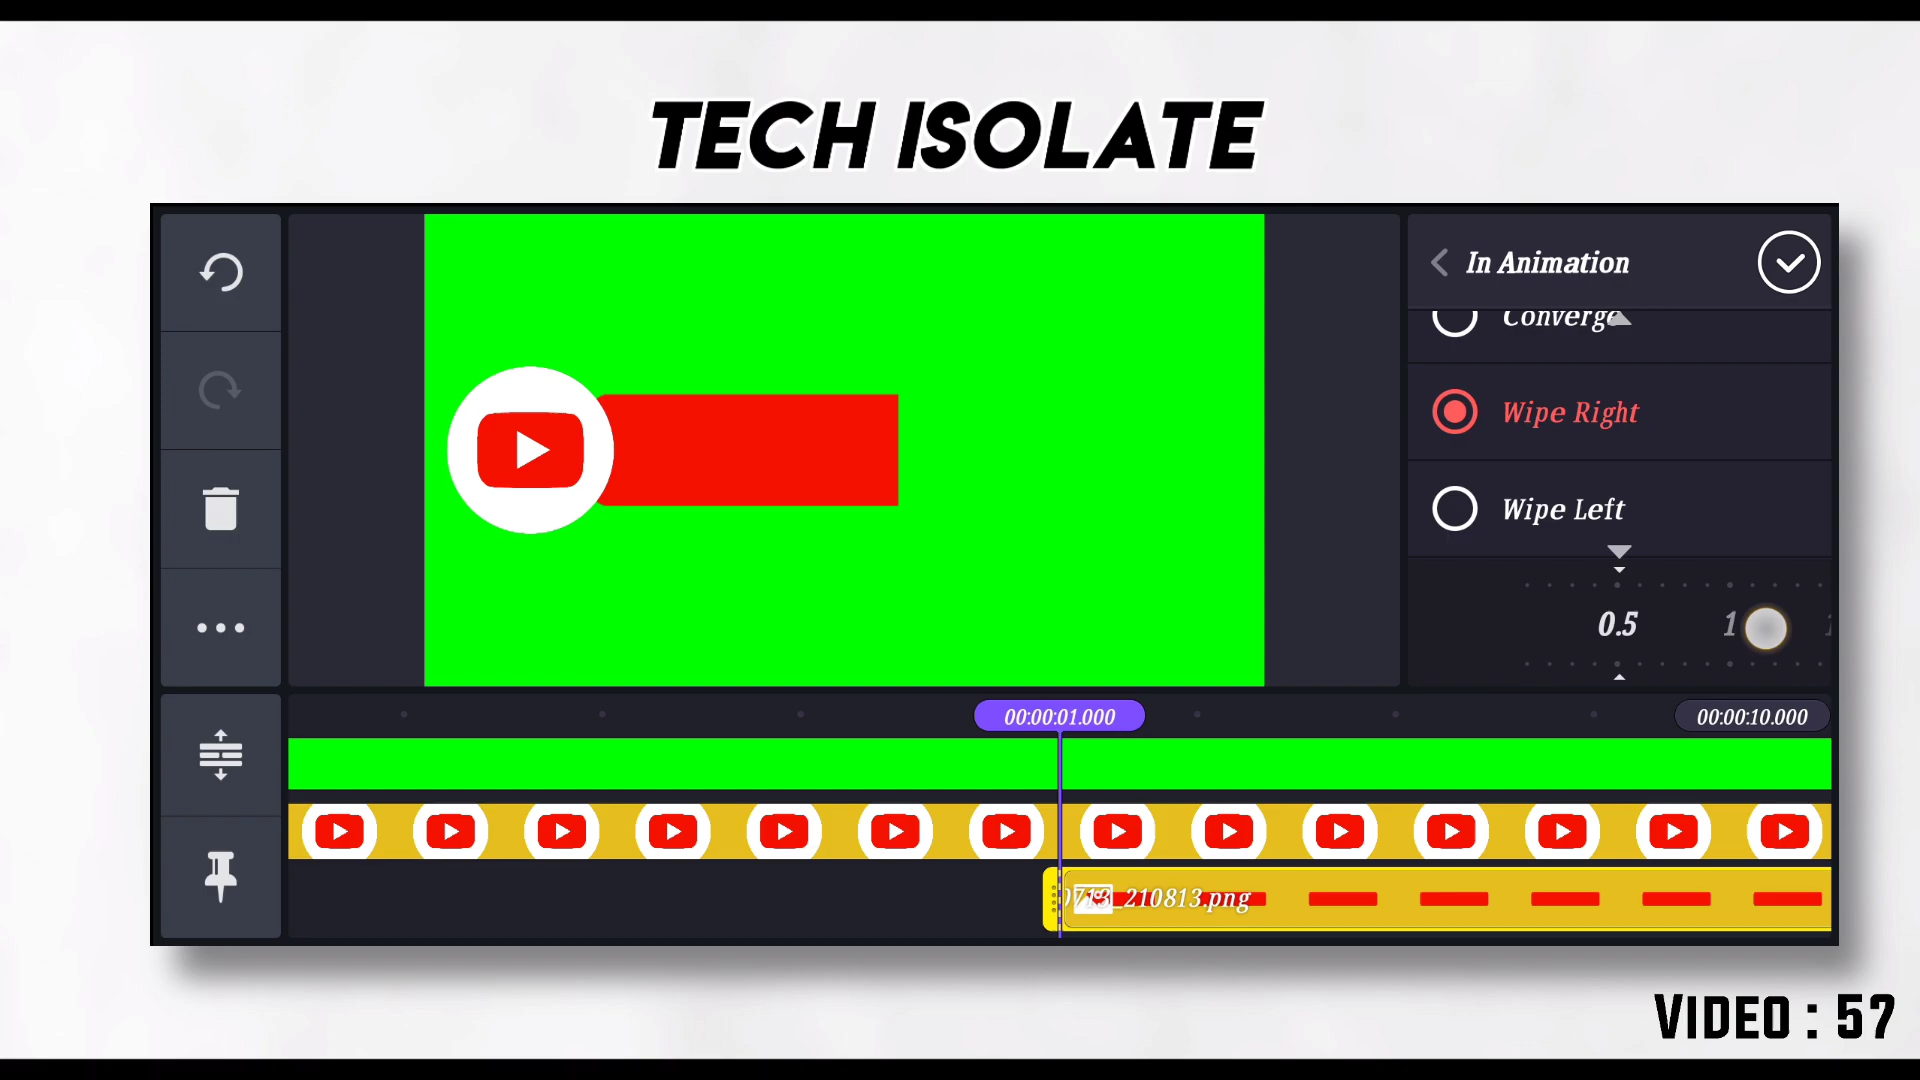 TECH ISOLATE
In Animation
Converge
Wipe Right
Wipe Left
0.5 1
00:00:01.000
00:00:10.000
0713_210813.png
VIDEO : 57